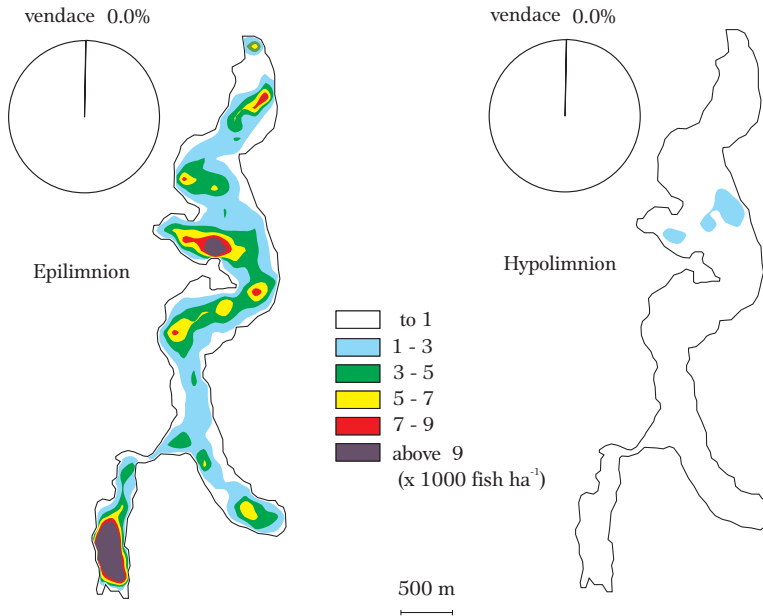 vendace 0.0%
vendace 0.0%
Epilimnion
Hypolimnion
to 1
1 - 3
3 - 5
5 - 7
7 - 9
above 9
(x 1000 fish ha⁻¹)
500 m